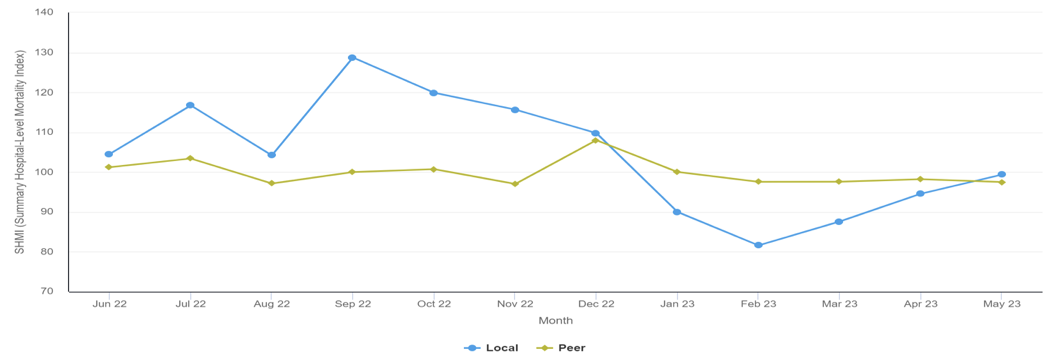 140
130
120
110
100
90
80
70
SHMI (Summary Hospital-Level Mortality Index)
Jun 22 Jul 22 Aug 22 Sep 22 Oct 22 Nov 22 Dec 22 Jan 23 Feb 23 Mar 23 Apr 23 May 23
Month
Local Peer